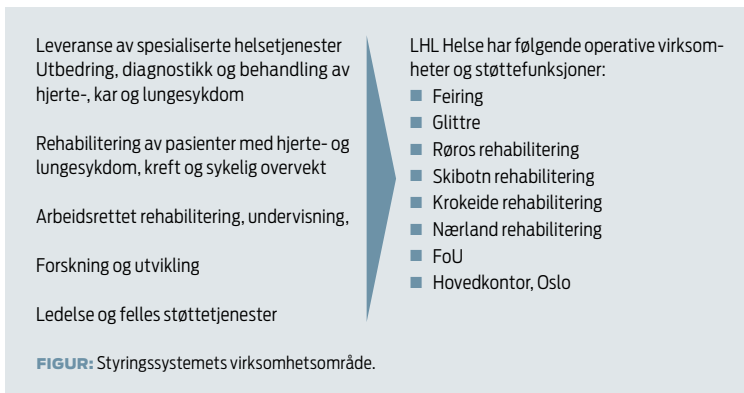 Leveranse av spesialiserte helsetjenester
Utbedring, diagnostikk og behandling av
hjerte-, kar og lungesykdom
Rehabilitering av pasienter med hjerte- og
lungesykdom, kreft og sykelig overvekt
Arbeidsrettet rehabilitering, undervisning,
Forskning og utvikling
Ledelse og felles støttetjenester
LHL Helse har følgende operative virksom-
heter og støttefunksjoner:
■ Feiring
■ Glittre
■ Røros rehabilitering
■ Skibotn rehabilitering
■ Krokeide rehabilitering
■ Nærland rehabilitering
■ FoU
■ Hovedkontor, Oslo
FIGUR: Styringssystemets virksomhetsområde.